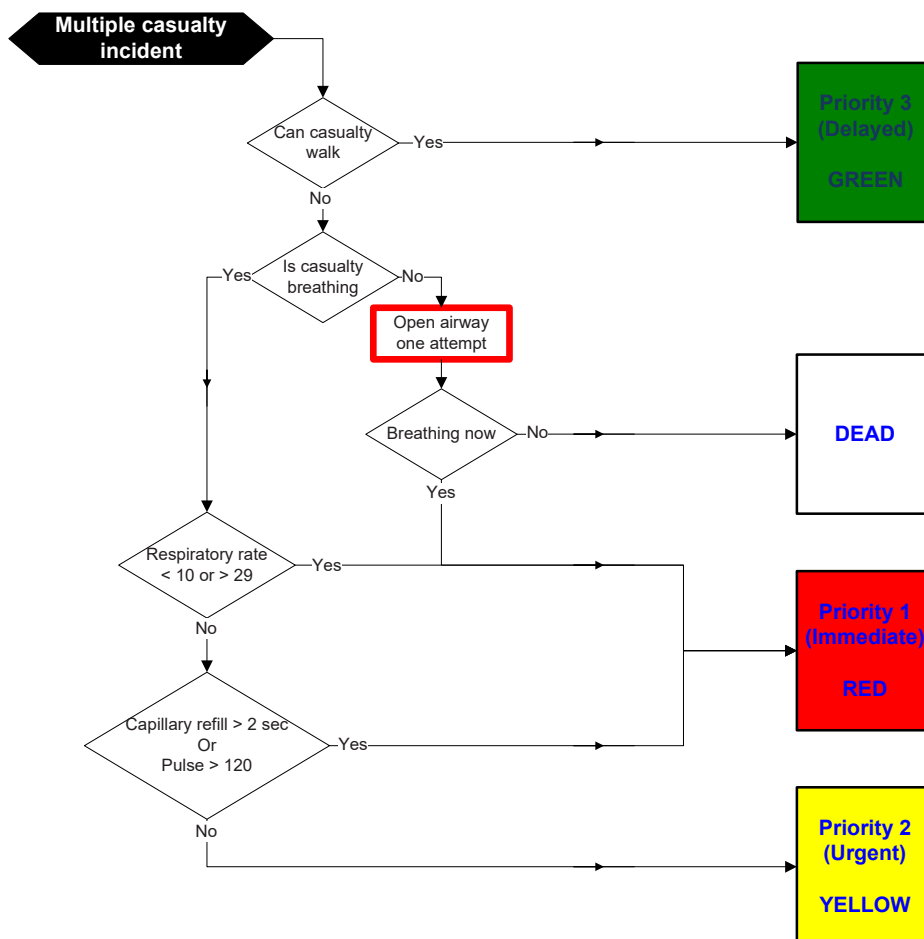 Multiple casualty
incident
Can casualty
walk
Yes
Priority 3
(Delayed)
GREEN
No
Is casualty
breathing
Yes
No
Open airway
one attempt
Breathing now
No
DEAD
Yes
Respiratory rate
< 10 or > 29
Yes
No
Priority 1
(Immediate)
RED
Capillary refill > 2 sec
Or
Pulse > 120
Yes
No
Priority 2
(Urgent)
YELLOW